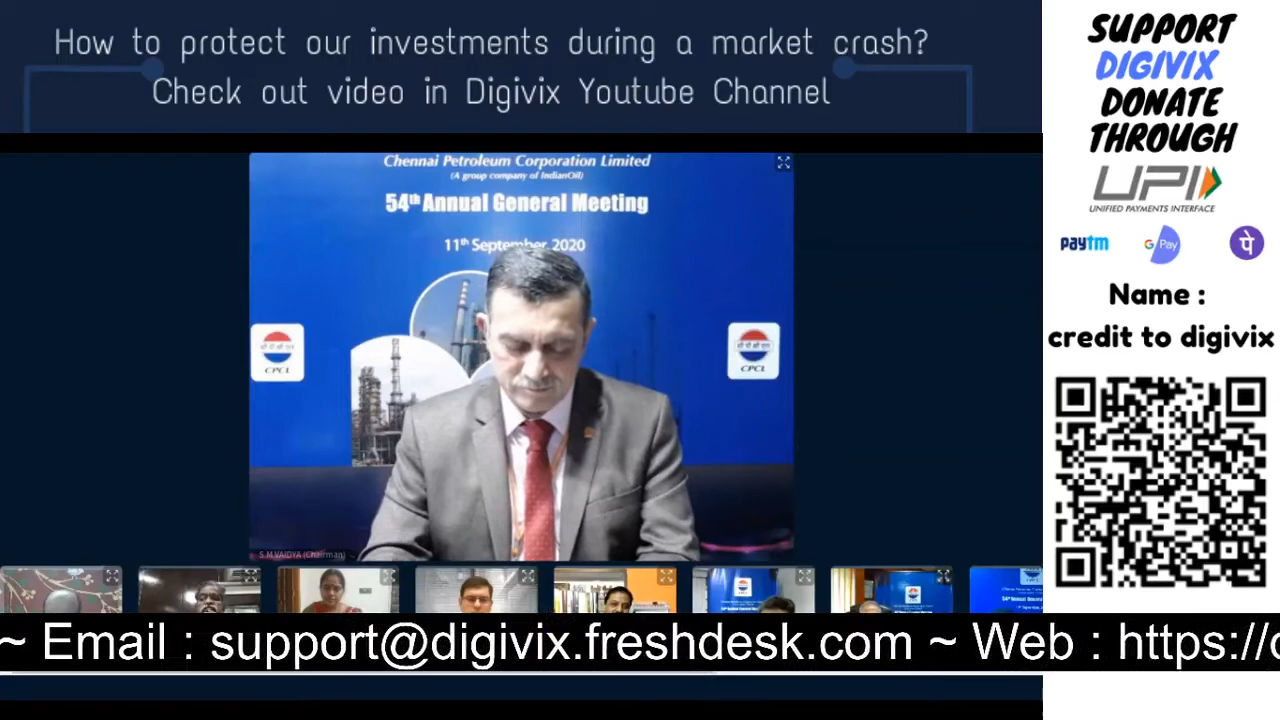 How to protect our investments during a market crash?
Check out video in Digivix Youtube Channel
SUPPORT
DIGIVIX
DONATE
THROUGH
UPI
UNIFIED PAYMENTS INTERFACE
paytm
G Pay
पे
Name :
credit to digivix
Chennai Petroleum Corporation Limited
(A group company of IndianOil)
54th Annual General Meeting
11th September, 2020
CPCL
CPCL
S.M.VAIDYA (Chairman)
~ Email : support@digivix.freshdesk.com ~ Web : https://